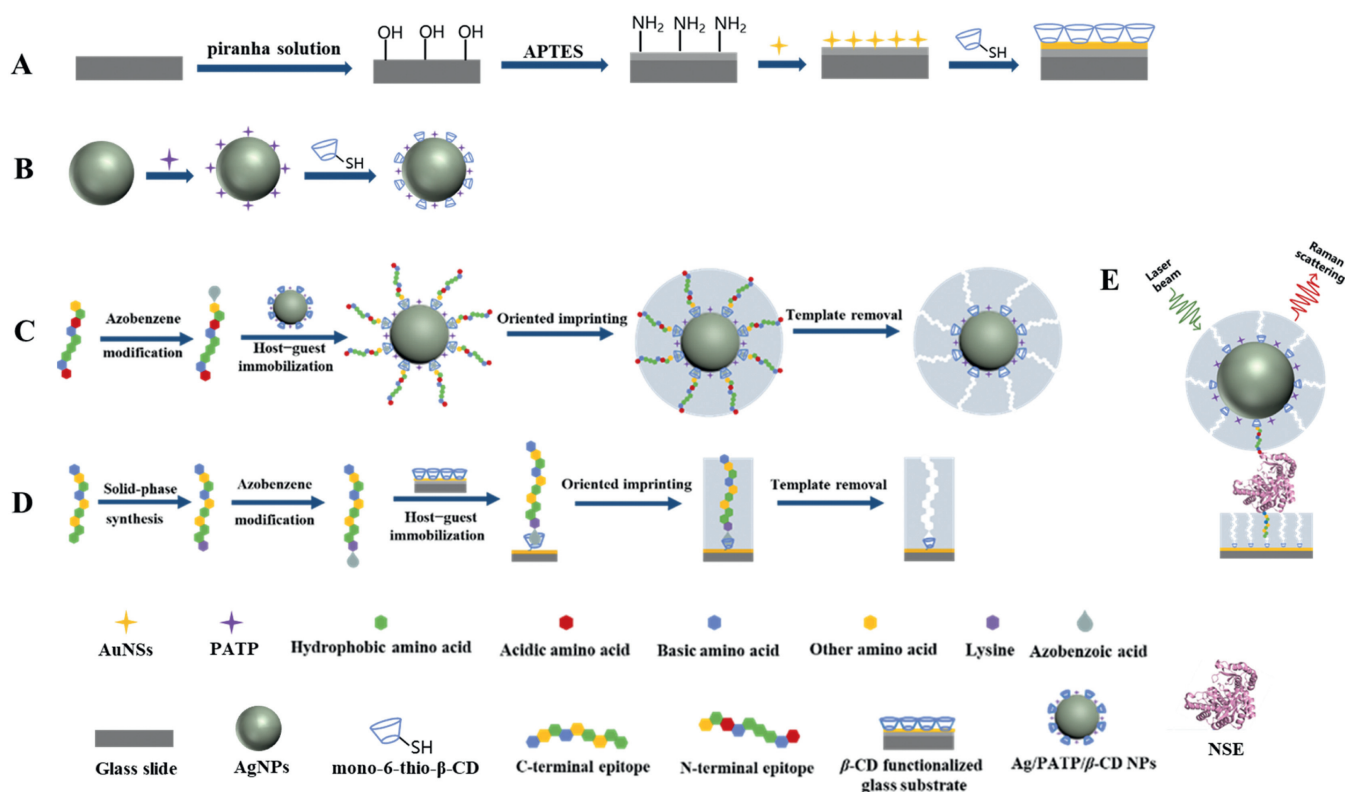 A
piranha solution
OH
OH
OH
APTES
NH2
NH2
NH2
SH
B
SH
C
Azobenzene
modification
Host−guest
immobilization
Oriented imprinting
Template removal
E
Laser
beam
Raman
scattering
D
Solid-phase
synthesis
Azobenzene
modification
Host−guest
immobilization
Oriented imprinting
Template removal
AuNSs
PATP
Hydrophobic amino acid
Acidic amino acid
Basic amino acid
Other amino acid
Lysine
Azobenzoic acid
Glass slide
AgNPs
SH
mono-6-thio-β-CD
C-terminal epitope
N-terminal epitope
β-CD functionalized
glass substrate
Ag/PATP/β-CD NPs
NSE